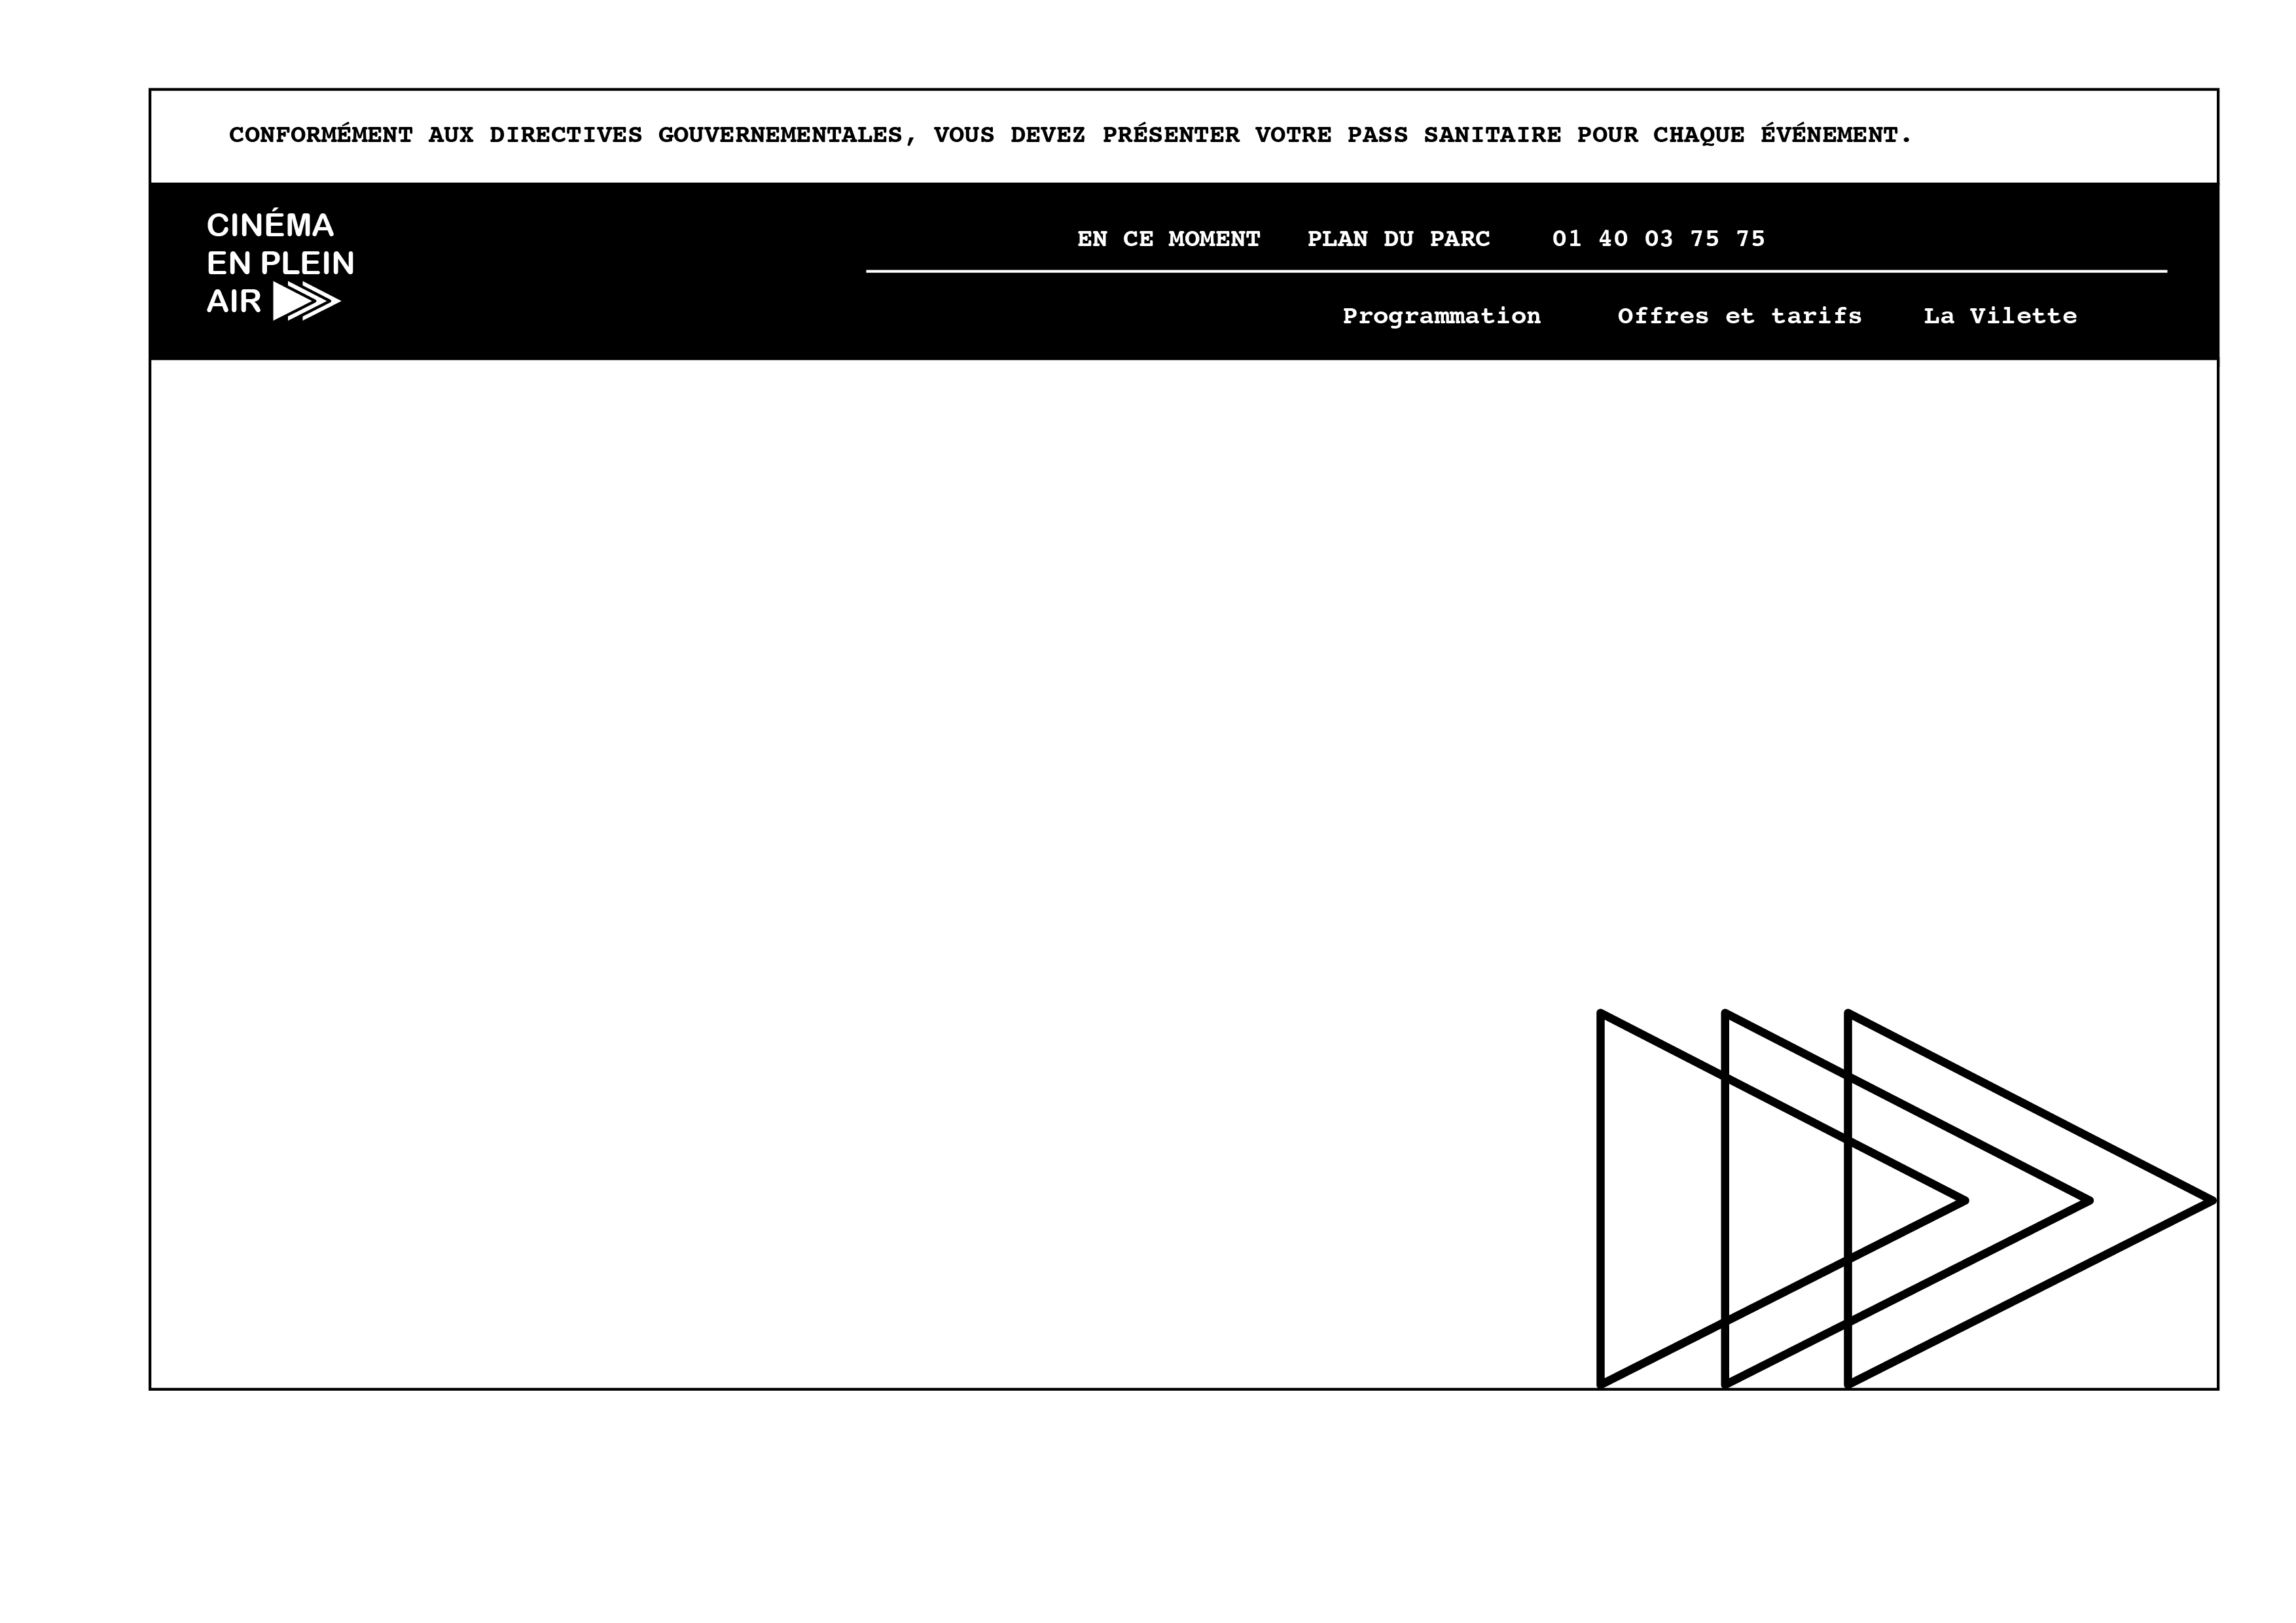 CONFORMÉMENT AUX DIRECTIVES GOUVERNEMENTALES, VOUS DEVEZ PRÉSENTER VOTRE PASS SANITAIRE POUR CHAQUE ÉVÉNEMENT.
CINÉMA
EN PLEIN
AIR
EN CE MOMENT PLAN DU PARC 01 40 03 75 75
Programmation Offres et tarifs La Vilette